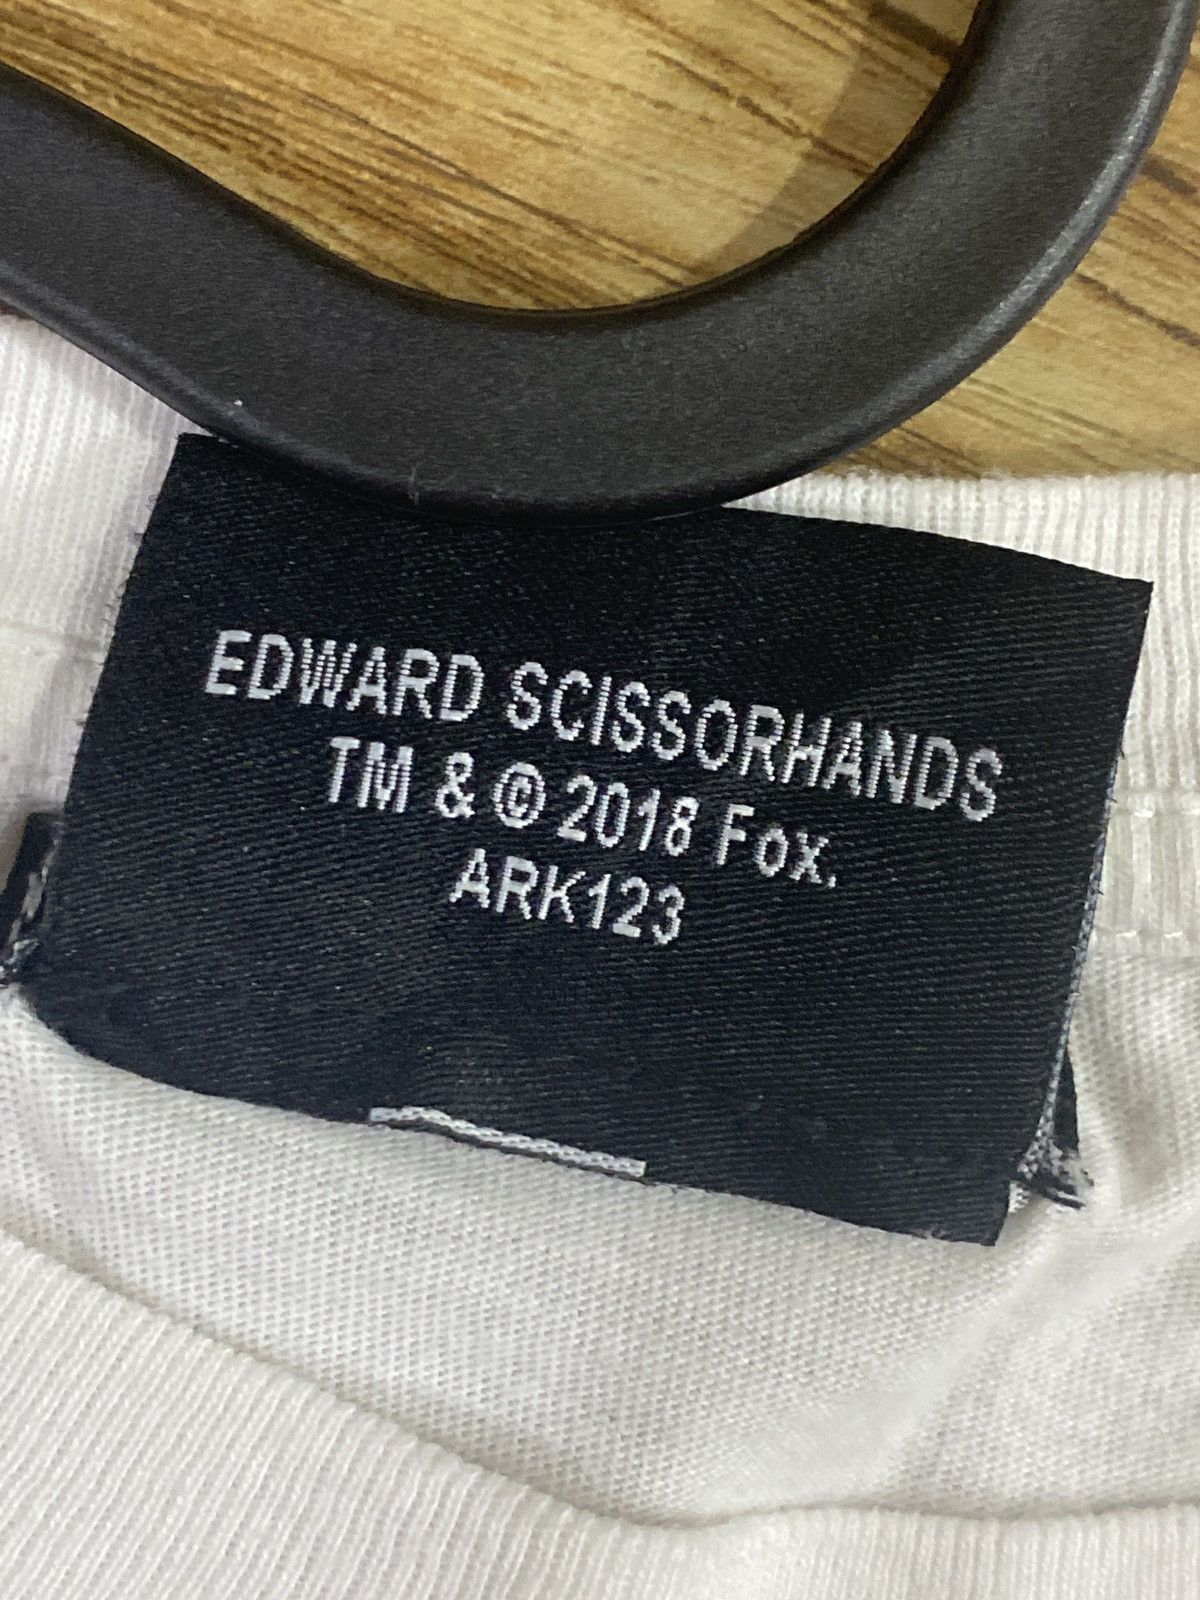 EDWARD SCISSORHANDS
TM & © 2018 Fox.
ARK123